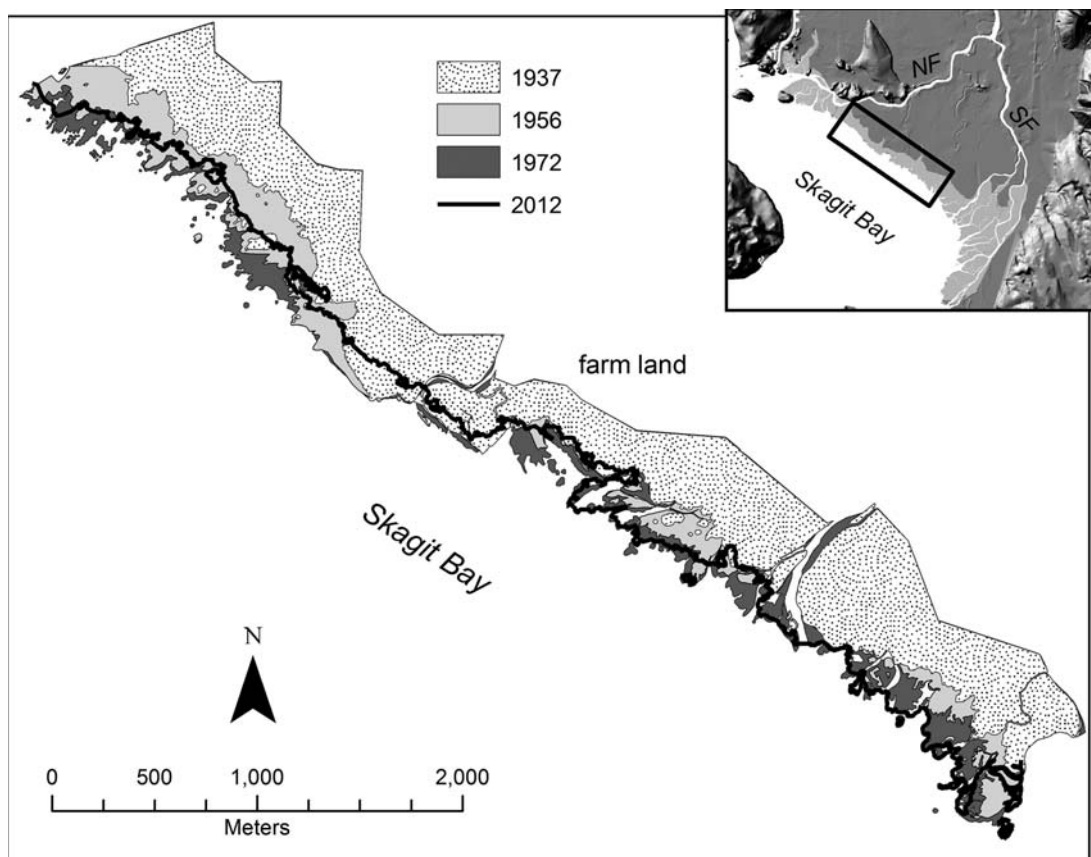 1937
1956
1972
2012
NF
SF
Skagit Bay
farm land
Skagit Bay
N
0 500 1,000 2,000
Meters